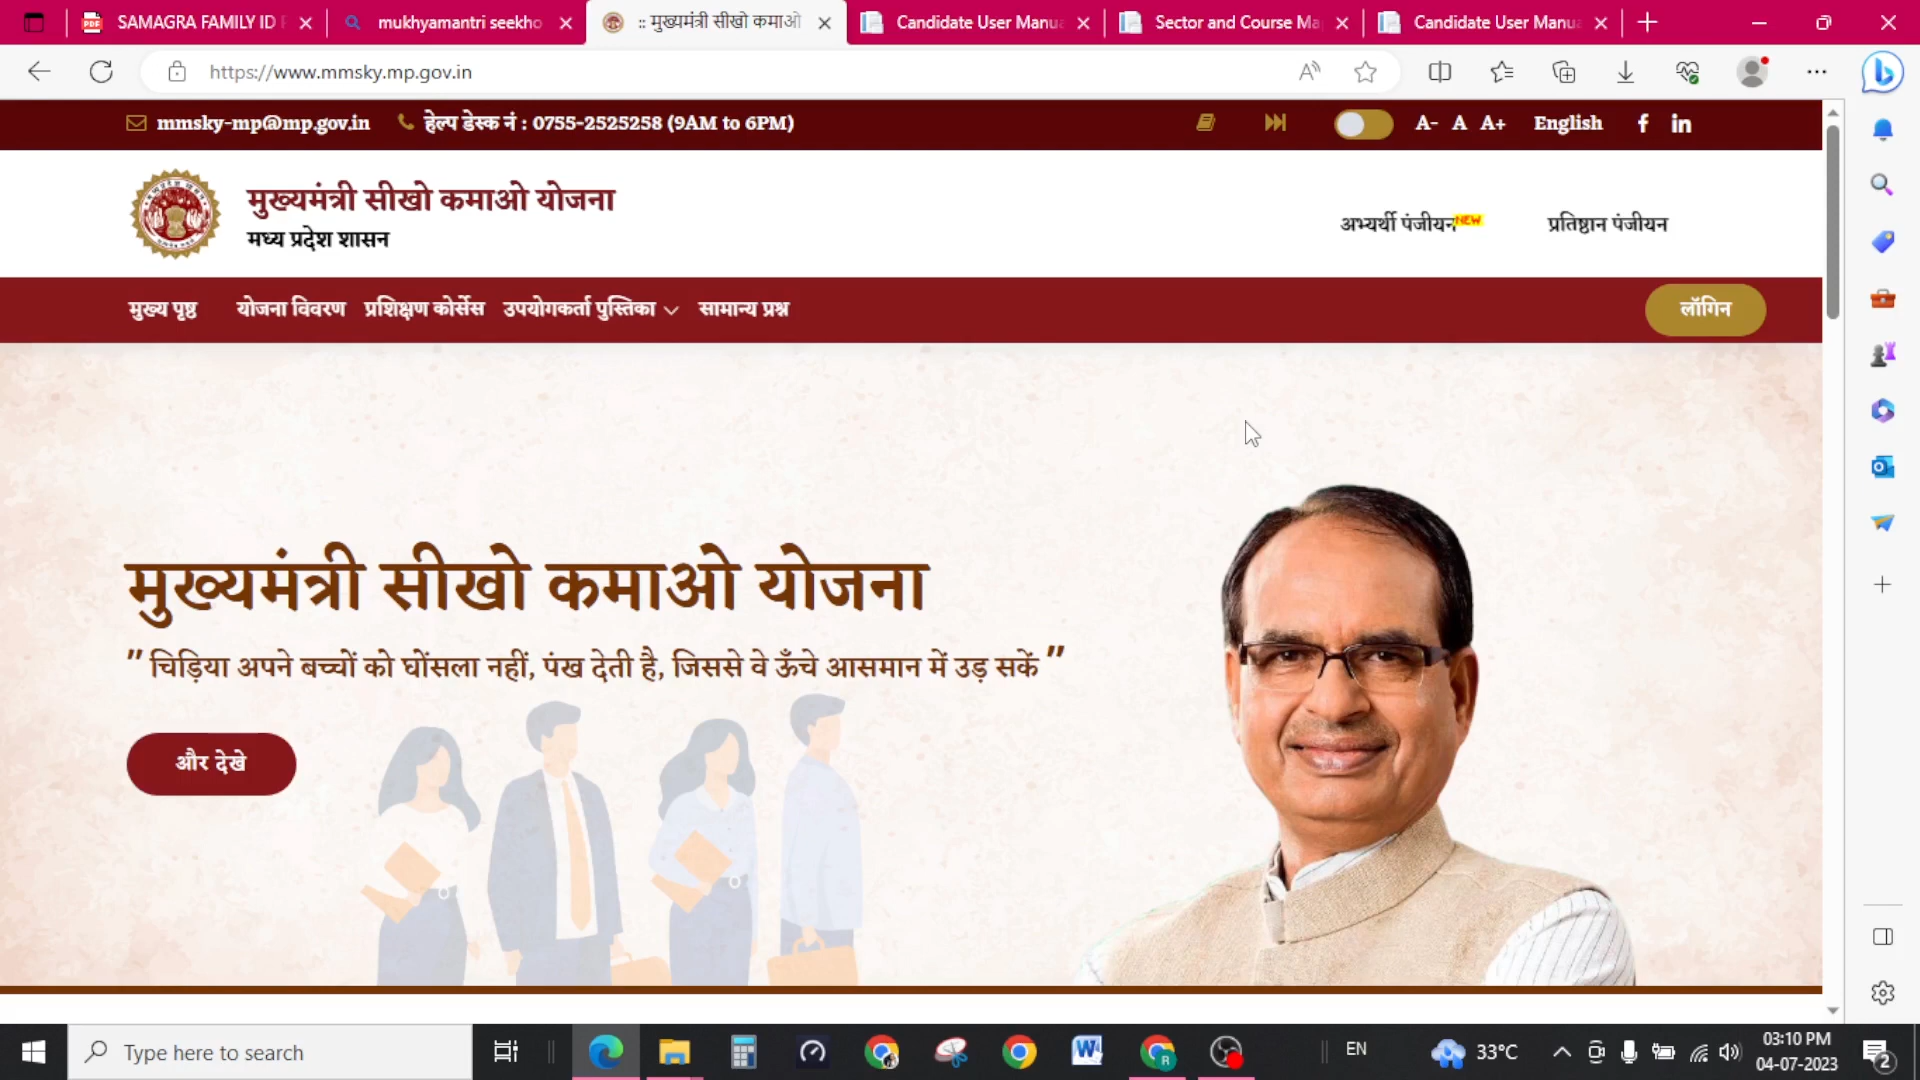 SAMAGRA FAMILY ID
mukhyamantri seekho
:: मुख्यमंत्री सीखो कमाओ
Candidate User Manua
Sector and Course Ma
Candidate User Manua
https://www.mmsky.mp.gov.in
mmsky-mp@mp.gov.in
हेल्प डेस्क नं : 0755-2525258 (9AM to 6PM)
A- A A+ English
मुख्यमंत्री सीखो कमाओ योजना
मध्य प्रदेश शासन
अभ्यर्थी पंजीयन NEW
प्रतिष्ठान पंजीयन
मुख्य पृष्ठ योजना विवरण प्रशिक्षण कोर्सेस उपयोगकर्ता पुस्तिका सामान्य प्रश्न
लॉगिन
मुख्यमंत्री सीखो कमाओ योजना
" चिड़िया अपने बच्चों को घोंसला नहीं, पंख देती है, जिससे वे ऊँचे आसमान में उड़ सकें "
और देखे
Type here to search
EN
33°C
03:10 PM
04-07-2023
2